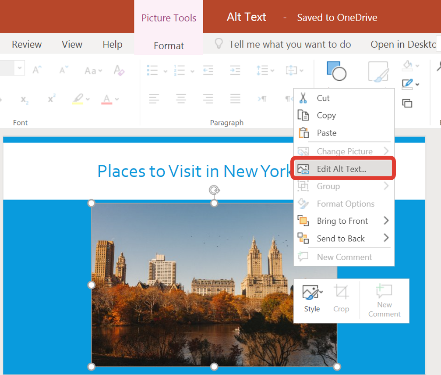 Picture Tools
Alt Text - Saved to OneDrive
Review View Help Format Tell me what you want to do Open in Deskto
Font
Paragraph
Cut
Copy
Paste
Change Picture
Edit Alt Text...
Group
Format Options
Bring to Front
Send to Back
New Comment
Places to Visit in New York
Style
Crop
New
Comment